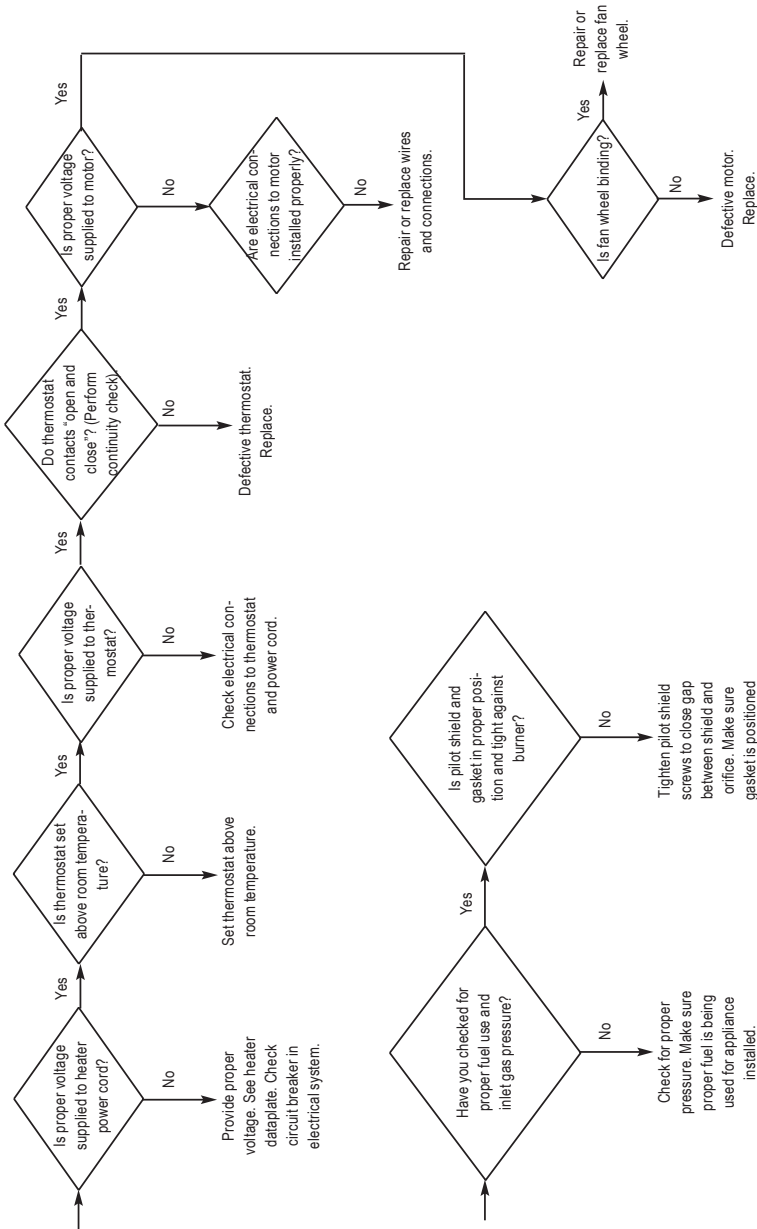 Is proper voltage
supplied to heater
power cord?
Yes
No
Provide proper
voltage. See heater
dataplate. Check
circuit breaker in
electrical system.
Is thermostat set
above room tempera-
ture?
Yes
No
Set thermostat above
room temperature.
Is proper voltage
supplied to ther-
mostat?
Yes
No
Check electrical con-
nections to thermostat
and power cord.
Do thermostat
contacts “open and
close”? (Perform
continuity check).
Yes
No
Defective thermostat.
Replace.
Is proper voltage
supplied to motor?
Yes
No
Are electrical con-
nections to motor
installed properly?
No
Repair or replace wires
and connections.
Is fan wheel binding?
Yes
Repair or
replace fan
wheel.
No
Defective motor.
Replace.
Have you checked for
proper fuel use and
inlet gas pressure?
Yes
No
Check for proper
pressure. Make sure
proper fuel is being
used for appliance
installed.
Is pilot shield and
gasket in proper posi-
tion and tight against
burner?
No
Tighten pilot shield
screws to close gap
between shield and
orifice. Make sure
gasket is positioned